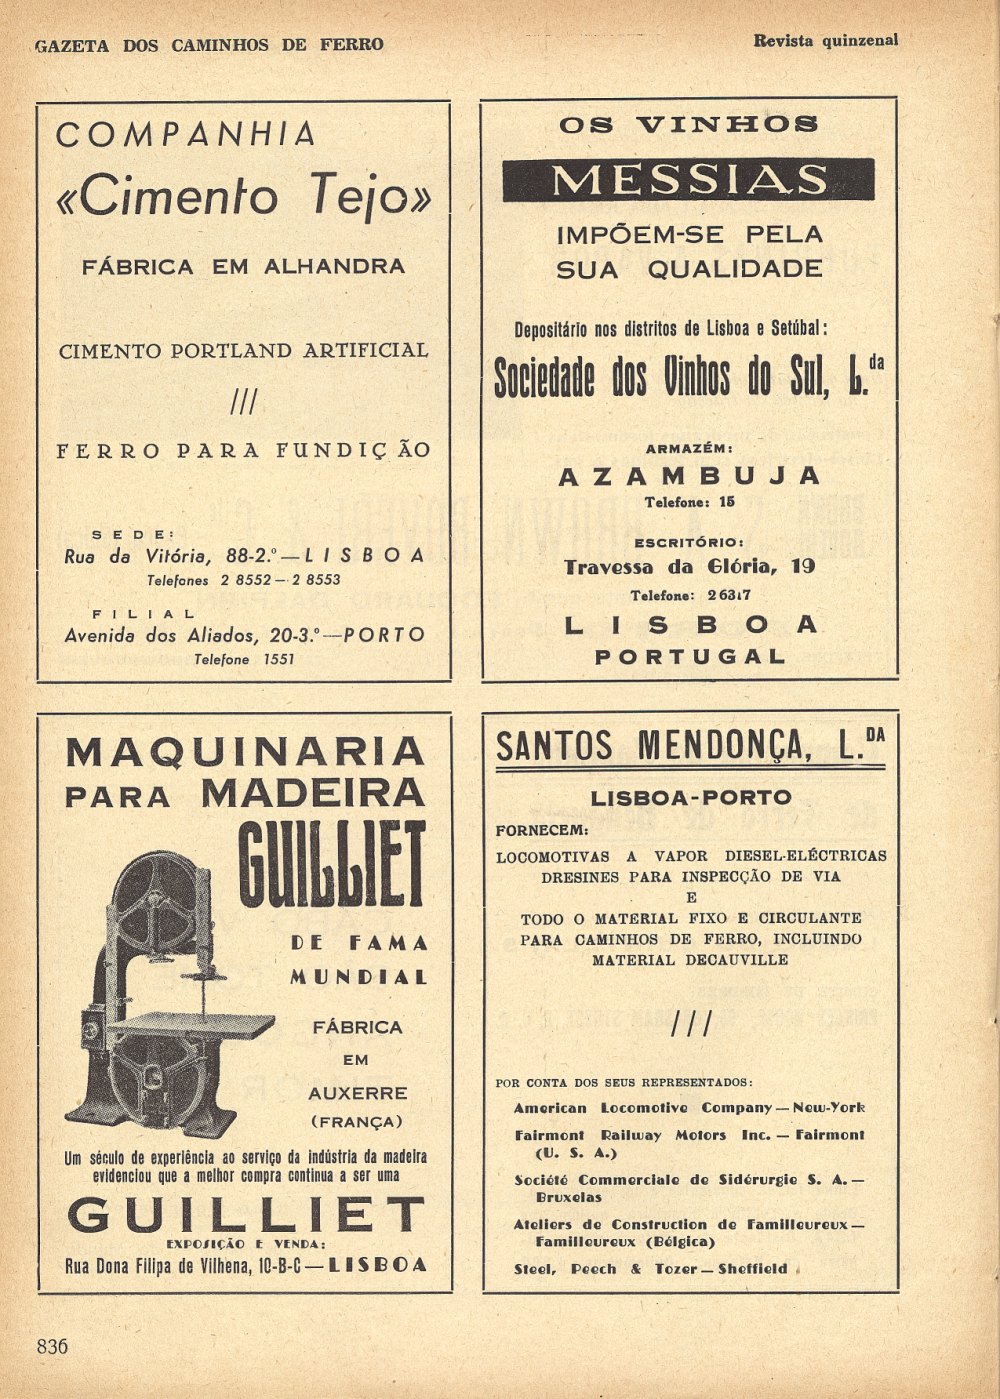 GAZETA DOS CAMINHOS DE FERRO
Revista quinzenal
COMPANHIA
«Cimento Tejo»
FÁBRICA EM ALHANDRA
CIMENTO PORTLAND ARTIFICIAL
///
FERRO PARA FUNDIÇÃO
SEDE:
Rua da Vitória, 88-2.º—LISBOA
Telefones 2 8552 — 2 8553
FILIAL
Avenida dos Aliados, 20-3.º—PORTO
Telefone 1551
OS VINHOS
MESSIAS
IMPÕEM-SE PELA
SUA QUALIDADE
Depositário nos distritos de Lisboa e Setúbal:
Sociedade dos Vinhos do Sul, L.da
ARMAZÉM:
AZAMBUJA
Telefone: 15
ESCRITÓRIO:
Travessa da Glória, 19
Telefone: 26317
LISBOA
PORTUGAL
MAQUINARIA
PARA MADEIRA
GUILLIET
DE FAMA
MUNDIAL
FÁBRICA
EM
AUXERRE
(FRANÇA)
Um século de experiência ao serviço da indústria da madeira
evidenciou que a melhor compra continua a ser uma
GUILLIET
EXPOSIÇÃO E VENDA:
Rua Dona Filipa de Vilhena, 10-B-C — LISBOA
SANTOS MENDONÇA, L.DA
LISBOA-PORTO
FORNECEM:
LOCOMOTIVAS A VAPOR DIESEL-ELÉCTRICAS
DRESINES PARA INSPECÇÃO DE VIA
E
TODO O MATERIAL FIXO E CIRCULANTE
PARA CAMINHOS DE FERRO, INCLUINDO
MATERIAL DECAUVILLE
///
POR CONTA DOS SEUS REPRESENTADOS:
American Locomotive Company — New-York
Fairmont Railway Motors Inc. — Fairmont
(U. S. A.)
Société Commerciale de Sidérurgie S. A. —
Bruxelas
Ateliers de Construction de Familleureux —
Familleureux (Bélgica)
Steel, Peech & Tozer — Sheffield
836